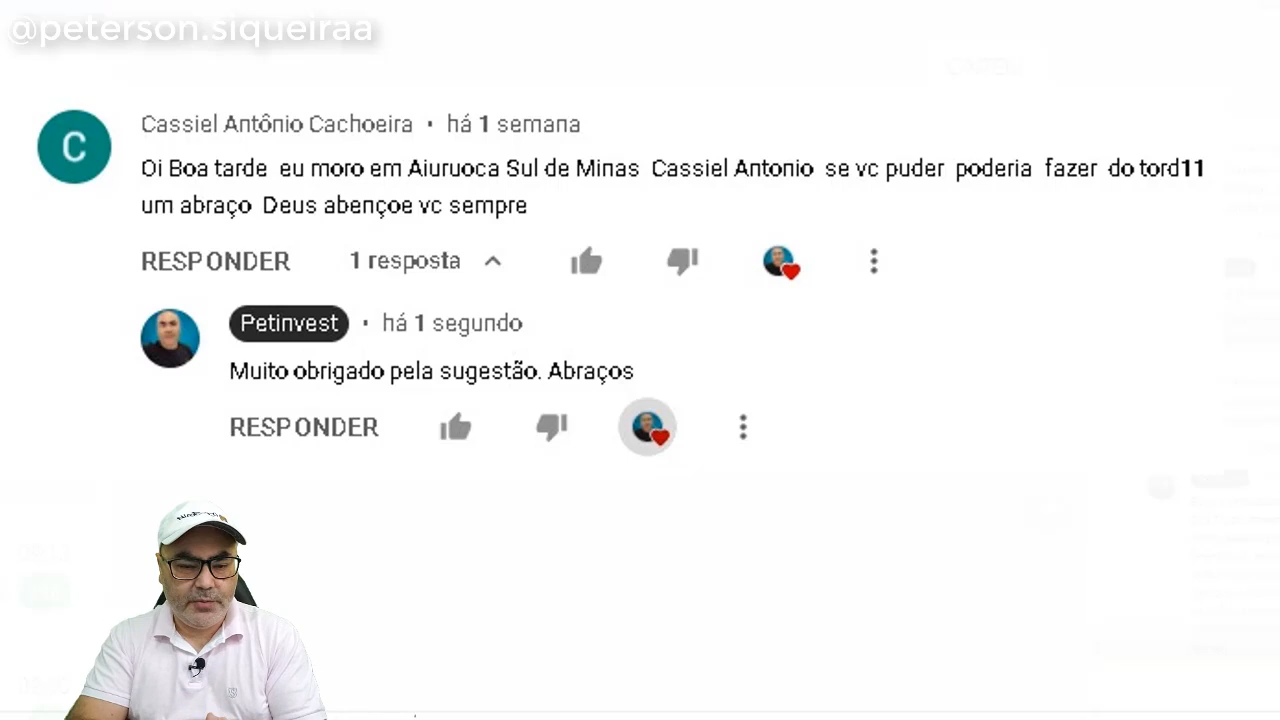 @peterson.siqueiraa
C
Cassiel Antônio Cachoeira • há 1 semana
Oi Boa tarde eu moro em Aiuruoca Sul de Minas Cassiel Antonio se vc puder poderia fazer do tord11
um abraço Deus abençoe vc sempre
RESPONDER 1 resposta
Petinvest • há 1 segundo
Muito obrigado pela sugestão. Abraços
RESPONDER